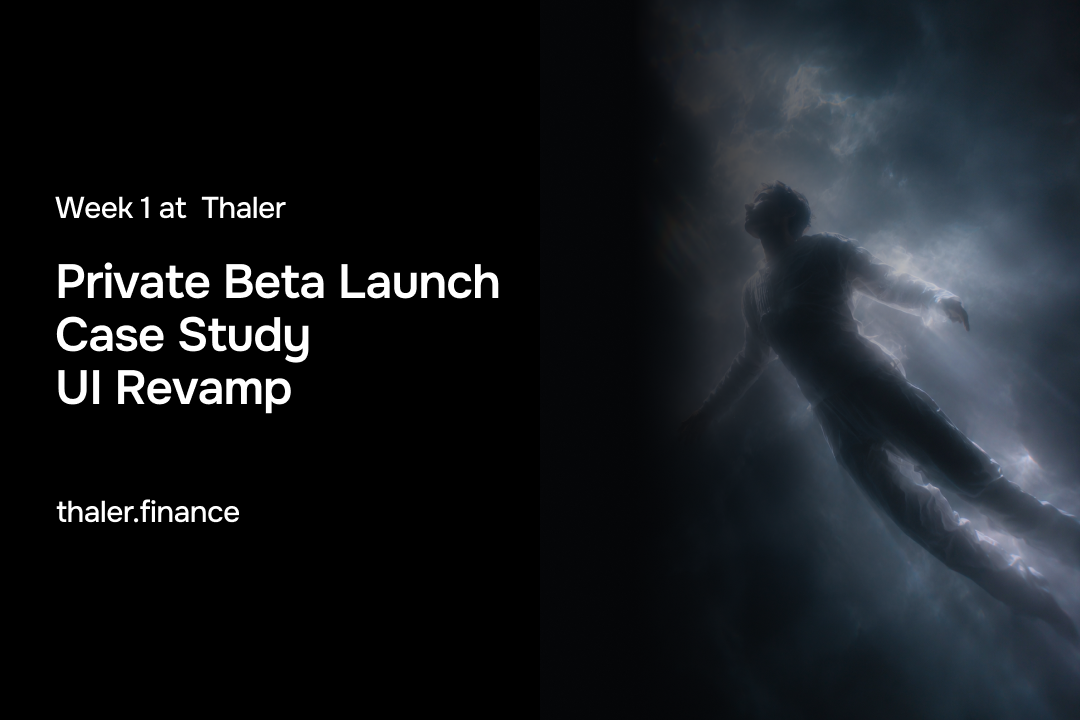 Week 1 at  Thaler
Private Beta Launch
Case Study
UI Revamp
thaler.finance